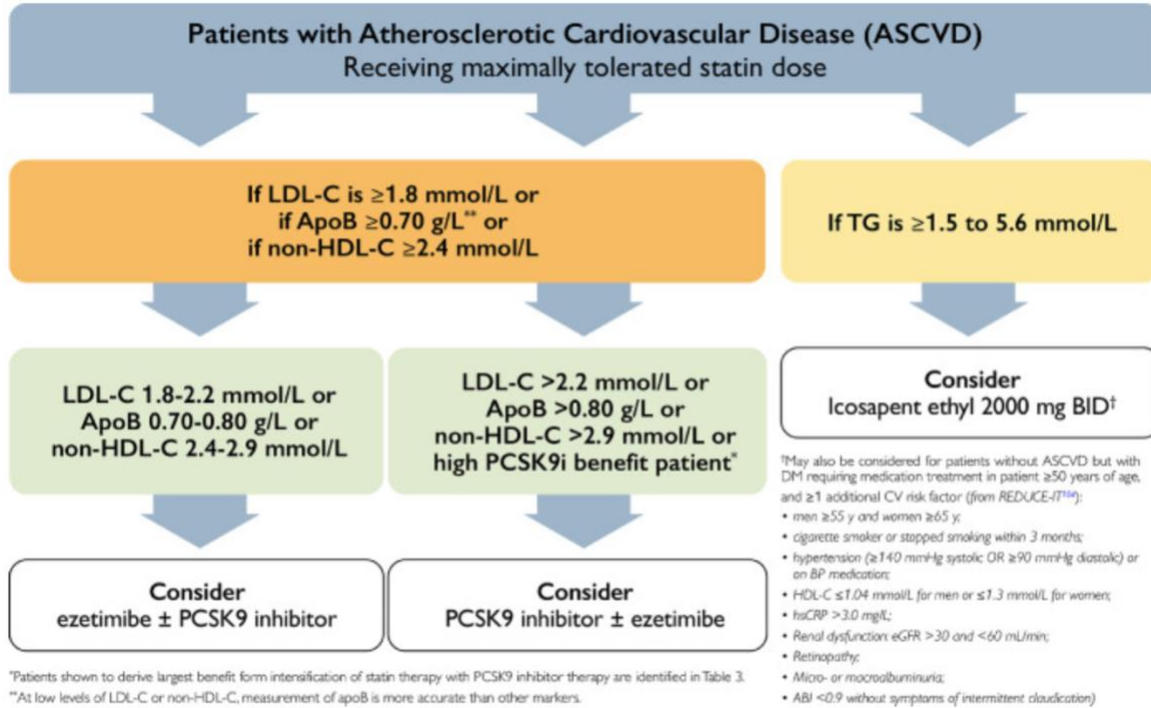 Patients with Atherosclerotic Cardiovascular Disease (ASCVD)
Receiving maximally tolerated statin dose
If LDL-C is ≥1.8 mmol/L or
if ApoB ≥0.70 g/L** or
if non-HDL-C ≥2.4 mmol/L
If TG is ≥1.5 to 5.6 mmol/L
LDL-C 1.8-2.2 mmol/L or
ApoB 0.70-0.80 g/L or
non-HDL-C 2.4-2.9 mmol/L
LDL-C >2.2 mmol/L or
ApoB >0.80 g/L or
non-HDL-C >2.9 mmol/L or
high PCSK9i benefit patient*
Consider
Icosapent ethyl 2000 mg BID†
Consider
ezetimibe ± PCSK9 inhibitor
Consider
PCSK9 inhibitor ± ezetimibe
*Patients shown to derive largest benefit form intensification of statin therapy with PCSK9 inhibitor therapy are identified in Table 3.
**At low levels of LDL-C or non-HDL-C, measurement of apoB is more accurate than other markers.
†May also be considered for patients without ASCVD but with
DM requiring medication treatment in patient ≥50 years of age,
and ≥1 additional CV risk factor (from REDUCE-IT104):
• men ≥55 y and women ≥65 y;
• cigarette smoker or stopped smoking within 3 months;
• hypertension (≥140 mmHg systolic OR ≥90 mmHg diastolic) or
on BP medication;
• HDL-C ≤1.04 mmol/L for men or ≤1.3 mmol/L for women;
• hsCRP >3.0 mg/L;
• Renal dysfunction: eGFR >30 and <60 mL/min;
• Retinopathy;
• Micro- or macroalbuminuria;
• ABI <0.9 without symptoms of intermittent claudication)